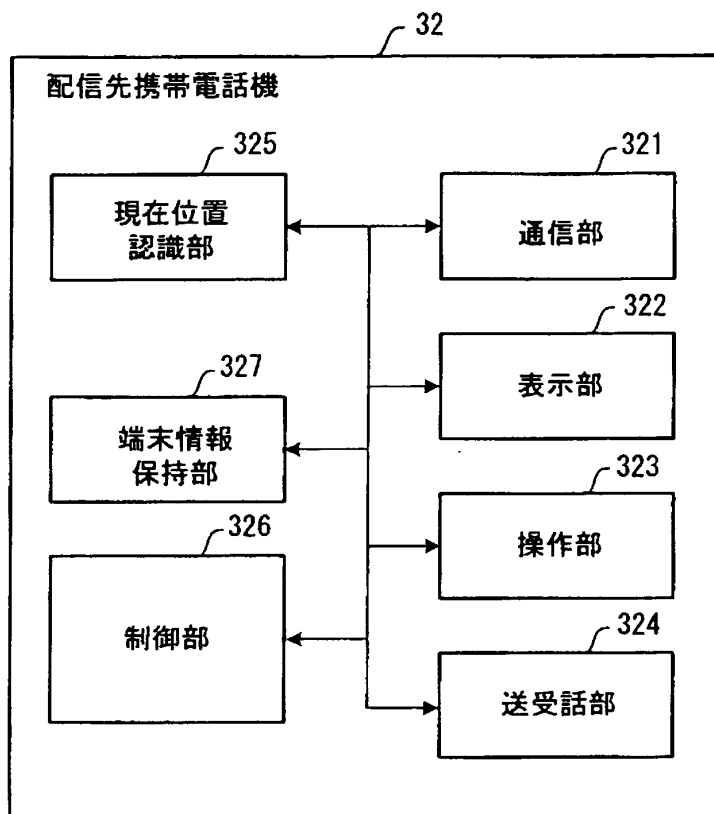 32
配信先携帯電話機
325
現在位置
認識部
321
通信部
322
表示部
327
端末情報
保持部
323
操作部
326
制御部
324
送受話部